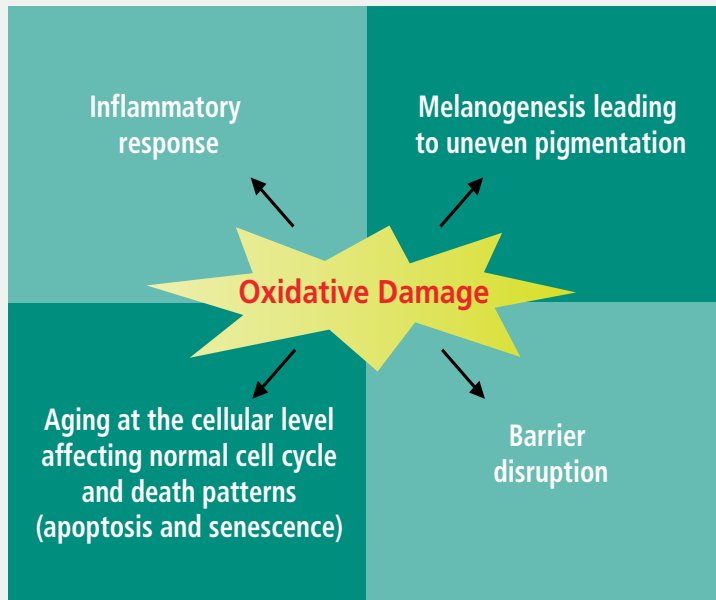 Inflammatory
response
Melanogenesis leading
to uneven pigmentation
Oxidative Damage
Aging at the cellular level
affecting normal cell cycle
and death patterns
(apoptosis and senescence)
Barrier
disruption